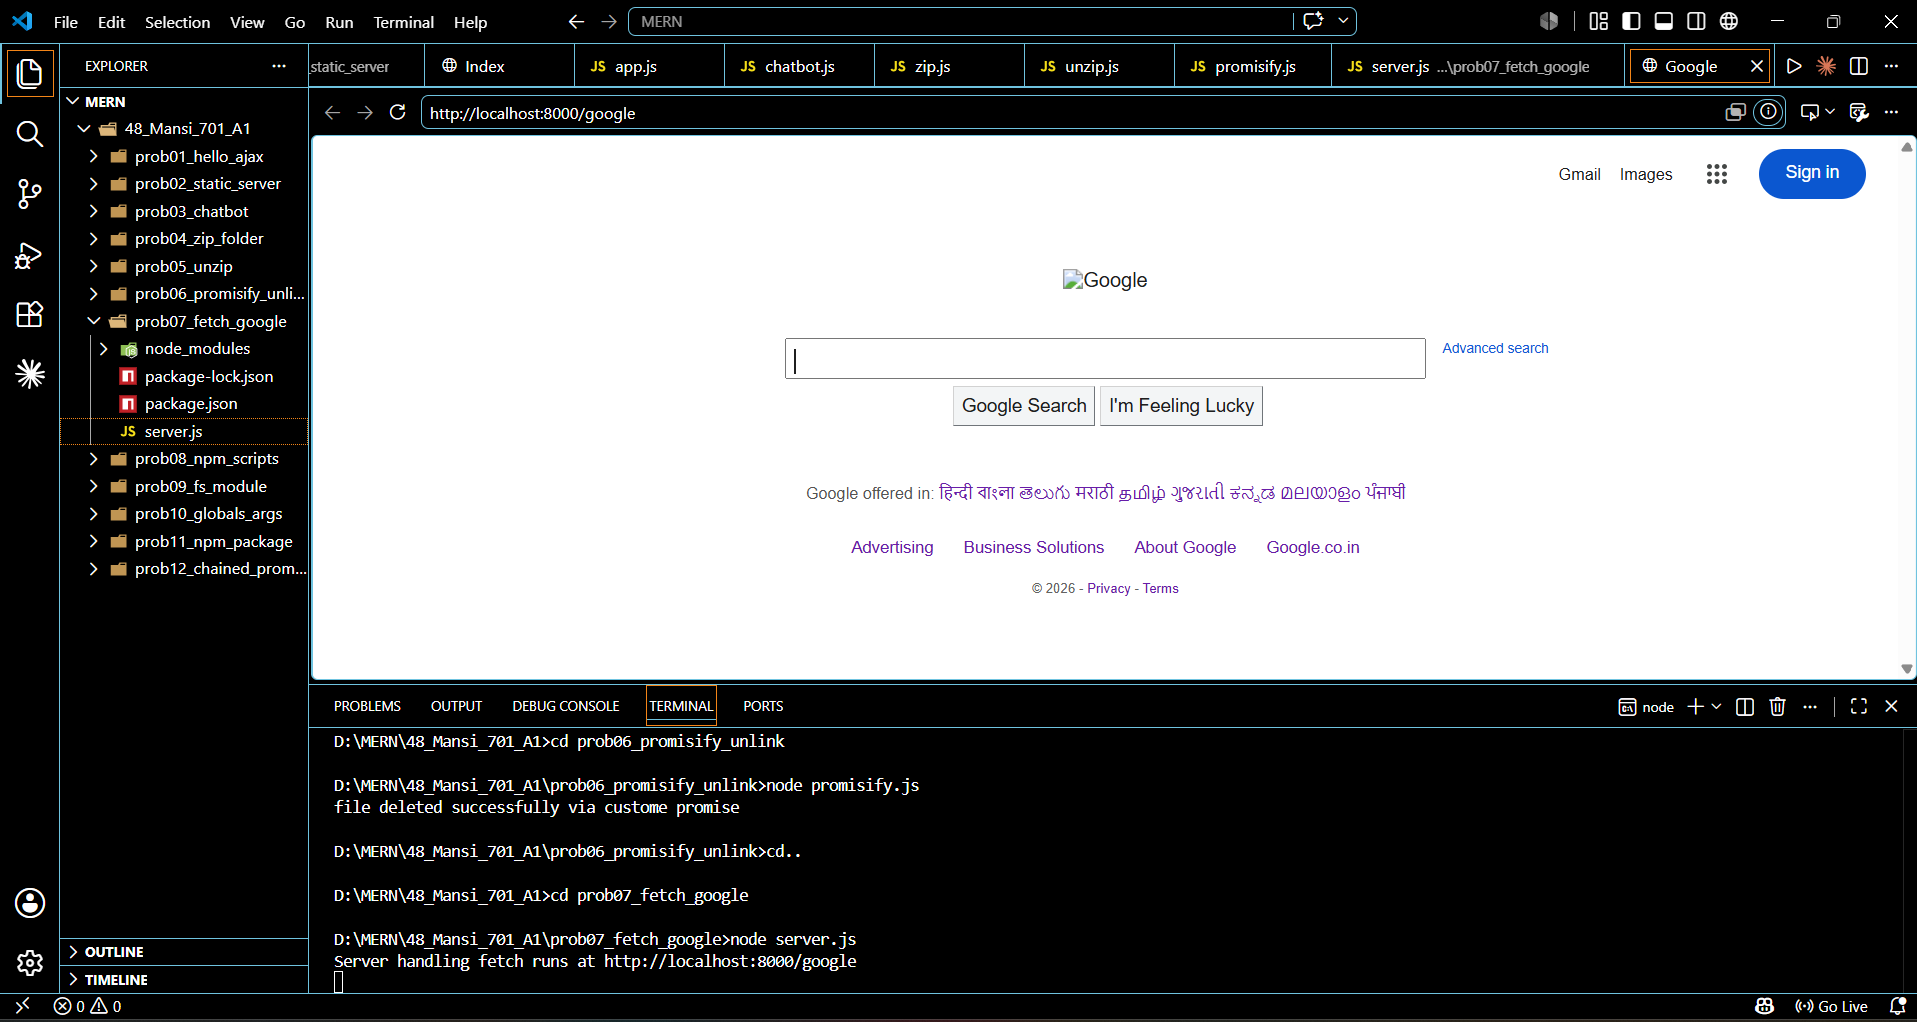 File Edit Selection View Go Run Terminal Help MERN
EXPLORER
static_server Index JS app.js JS chatbot.js JS zip.js JS unzip.js JS promisify.js JS server.js ...\prob07_fetch_google Google
http://localhost:8000/google
MERN
48_Mansi_701_A1
prob01_hello_ajax
prob02_static_server
prob03_chatbot
prob04_zip_folder
prob05_unzip
prob06_promisify_unli...
prob07_fetch_google
node_modules
package-lock.json
package.json
JS server.js
prob08_npm_scripts
prob09_fs_module
prob10_globals_args
prob11_npm_package
prob12_chained_prom...
OUTLINE
TIMELINE
Gmail Images Sign in
Google
Advanced search
Google Search I'm Feeling Lucky
Google offered in: हिन्दी বাংলা తెలుగు मराठी தமிழ் ગુજરાતી ಕನ್ನಡ മലയാളം ਪੰਜਾਬੀ
Advertising Business Solutions About Google Google.co.in
© 2026 - Privacy - Terms
PROBLEMS OUTPUT DEBUG CONSOLE TERMINAL PORTS node
D:\MERN\48_Mansi_701_A1>cd prob06_promisify_unlink
D:\MERN\48_Mansi_701_A1\prob06_promisify_unlink>node promisify.js
file deleted successfully via custome promise
D:\MERN\48_Mansi_701_A1\prob06_promisify_unlink>cd..
D:\MERN\48_Mansi_701_A1>cd prob07_fetch_google
D:\MERN\48_Mansi_701_A1\prob07_fetch_google>node server.js
Server handling fetch runs at http://localhost:8000/google
0 0 Go Live